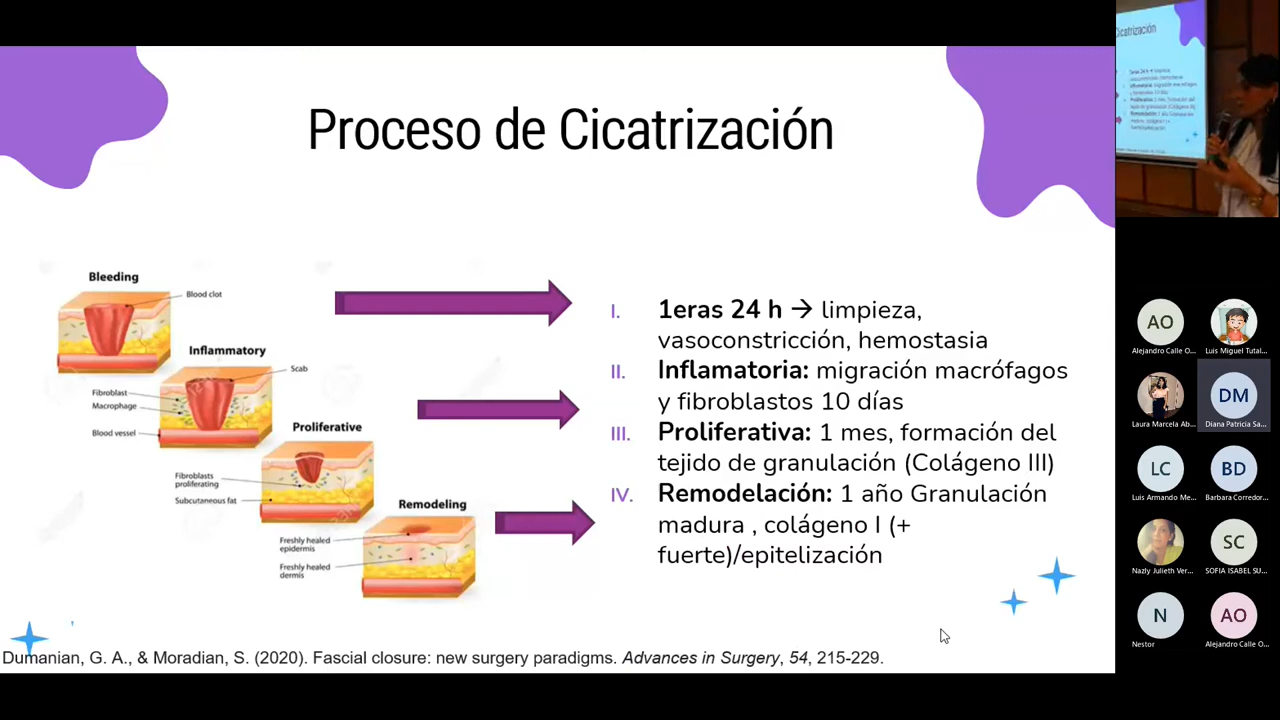 Proceso de Cicatrización
Bleeding
Blood clot
Inflammatory
Scab
Fibroblast
Macrophage
Blood vessel
Proliferative
Fibroblasts
proliferating
Subcutaneous fat
Remodeling
Freshly healed
epidermis
Freshly healed
dermis
I. 1eras 24 h → limpieza,
vasoconstricción, hemostasia
II. Inflamatoria: migración macrófagos
y fibroblastos 10 días
III. Proliferativa: 1 mes, formación del
tejido de granulación (Colágeno III)
IV. Remodelación: 1 año Granulación
madura , colágeno I (+
fuerte)/epitelización
Dumanian, G. A., & Moradian, S. (2020). Fascial closure: new surgery paradigms. Advances in Surgery, 54, 215-229.
Cicatrización
AO
Alejandro Calle O...
Luis Miguel Tutal...
Laura Marcela Ab...
DM
Diana Patricia Sa...
LC
Luis Armando Me...
BD
Barbara Corredor...
Nazly Julieth Ver...
SC
SOFIA ISABEL SU...
N
Nestor
AO
Alejandro Calle O...